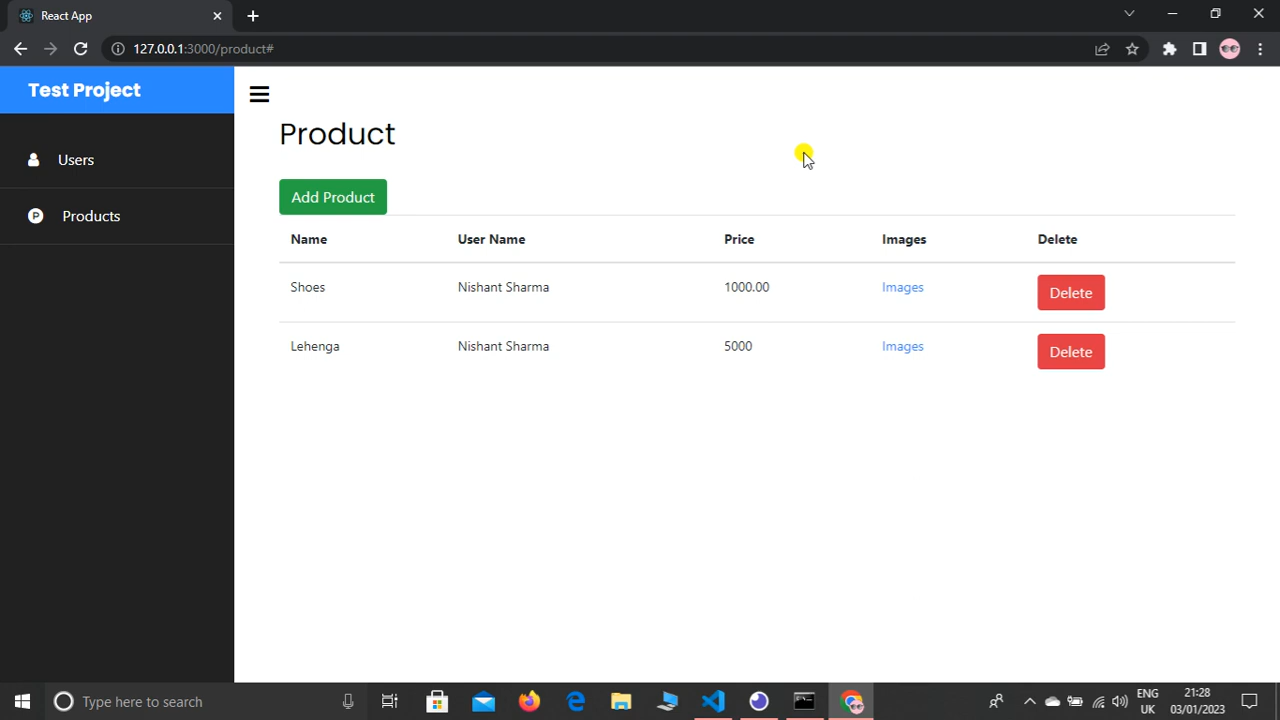 React App
127.0.0.1:3000/product#
Test Project
Users
Products
Product
Add Product
Name User Name Price Images Delete
Shoes Nishant Sharma 1000.00 Images Delete
Lehenga Nishant Sharma 5000 Images Delete
Type here to search
ENG
UK
21:28
03/01/2023